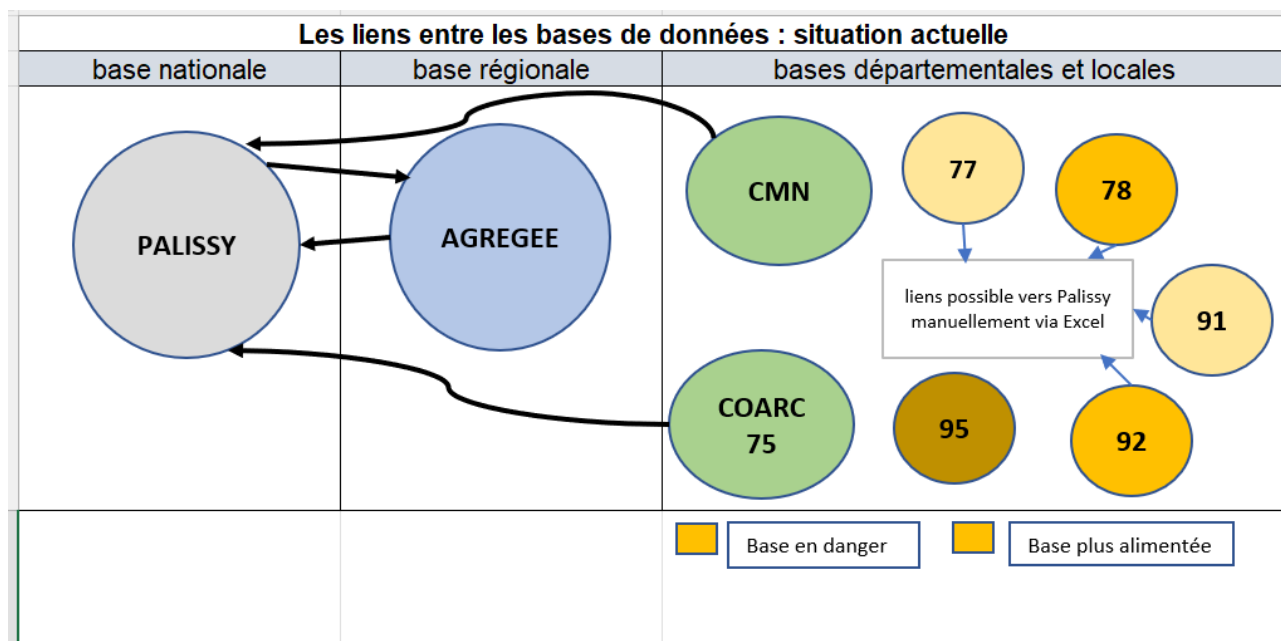 Les liens entre les bases de données : situation actuelle
base nationale
base régionale
bases départementales et locales
PALISSY
AGREGEE
CMN
77
78
liens possible vers Palissy
manuellement via Excel
91
COARC
75
95
92
Base en danger
Base plus alimentée